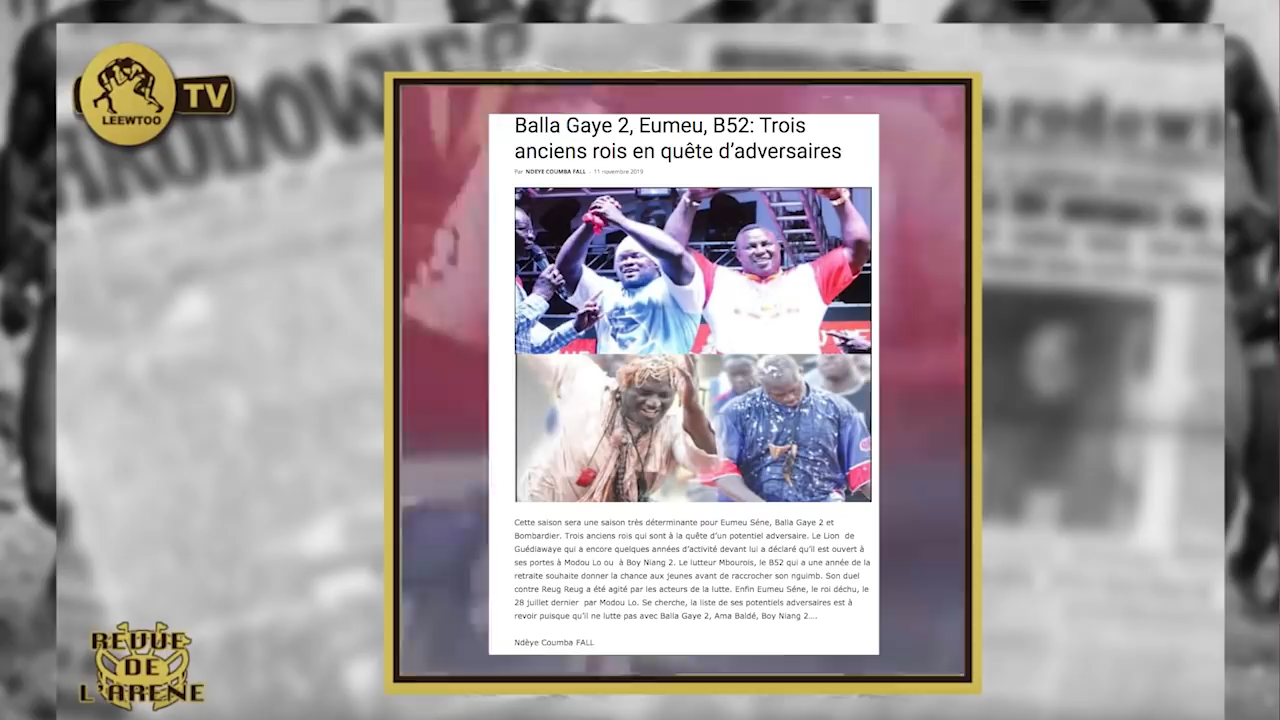 LEEWTOO
TV
Balla Gaye 2, Eumeu, B52: Trois
anciens rois en quête d’adversaires
Par NDEYE COUMBA FALL - 11 novembre 2019
Cette saison sera une saison très déterminante pour Eumeu Séne, Balla Gaye 2 et
Bombardier. Trois anciens rois qui sont à la quête d’un potentiel adversaire. Le Lion de
Guédiawaye qui a encore quelques années d’activité devant lui a déclaré qu’il est ouvert à
ses portes à Modou Lo ou à Boy Niang 2. Le lutteur Mbourois, le B52 qui a une année de la
retraite souhaite donner la chance aux jeunes avant de raccrocher son nguimb. Son duel
contre Reug Reug a été agité par les acteurs de la lutte. Enfin Eumeu Séne, le roi déchu, le
28 juillet dernier par Modou Lo. Se cherche, la liste de ses potentiels adversaires est à
revoir puisque qu’il ne lutte pas avec Balla Gaye 2, Ama Baldé, Boy Niang 2....
Ndèye Coumba FALL
REVUE
DE
L’ARENE